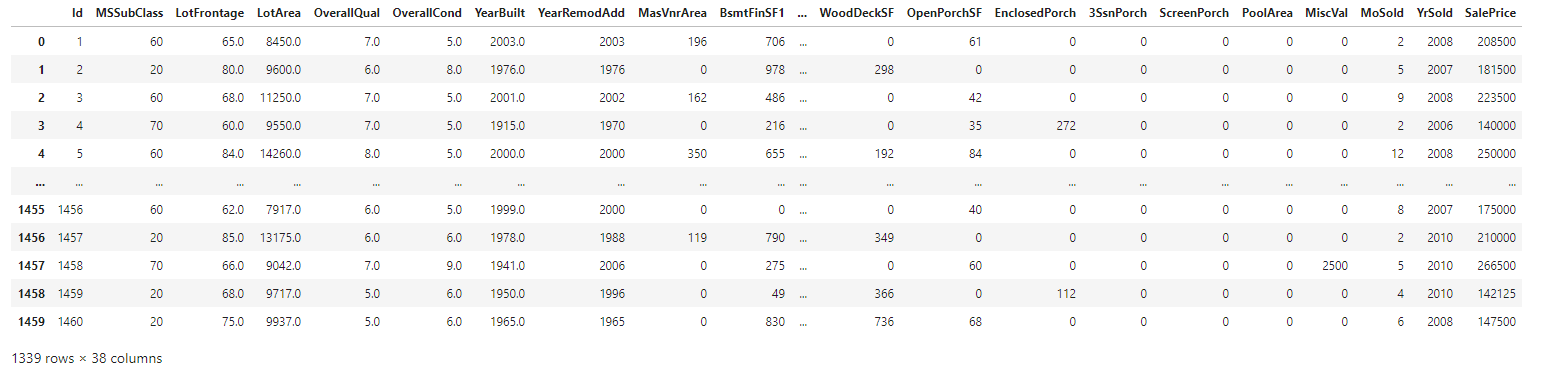 Id MSSubClass LotFrontage LotArea OverallQual OverallCond YearBuilt YearRemodAdd MasVnrArea BsmtFinSF1 ... WoodDeckSF OpenPorchSF EnclosedPorch 3SsnPorch ScreenPorch PoolArea MiscVal MoSold YrSold SalePrice
0 1 60 65.0 8450.0 7.0 5.0 2003.0 2003 196 706 ... 0 61 0 0 0 0 0 2 2008 208500
1 2 20 80.0 9600.0 6.0 8.0 1976.0 1976 0 978 ... 298 0 0 0 0 0 0 5 2007 181500
2 3 60 68.0 11250.0 7.0 5.0 2001.0 2002 162 486 ... 0 42 0 0 0 0 0 9 2008 223500
3 4 70 60.0 9550.0 7.0 5.0 1915.0 1970 0 216 ... 0 35 272 0 0 0 0 2 2006 140000
4 5 60 84.0 14260.0 8.0 5.0 2000.0 2000 350 655 ... 192 84 0 0 0 0 0 12 2008 250000
... ... ... ... ... ... ... ... ... ... ... ... ... ... ... ... ... ... ... ... ...
1455 1456 60 62.0 7917.0 6.0 5.0 1999.0 2000 0 0 ... 0 40 0 0 0 0 0 8 2007 175000
1456 1457 20 85.0 13175.0 6.0 6.0 1978.0 1988 119 790 ... 349 0 0 0 0 0 0 2 2010 210000
1457 1458 70 66.0 9042.0 7.0 9.0 1941.0 2006 0 275 ... 0 60 0 0 0 0 2500 5 2010 266500
1458 1459 20 68.0 9717.0 5.0 6.0 1950.0 1996 0 49 ... 366 0 112 0 0 0 0 4 2010 142125
1459 1460 20 75.0 9937.0 5.0 6.0 1965.0 1965 0 830 ... 736 68 0 0 0 0 0 6 2008 147500
1339 rows × 38 columns